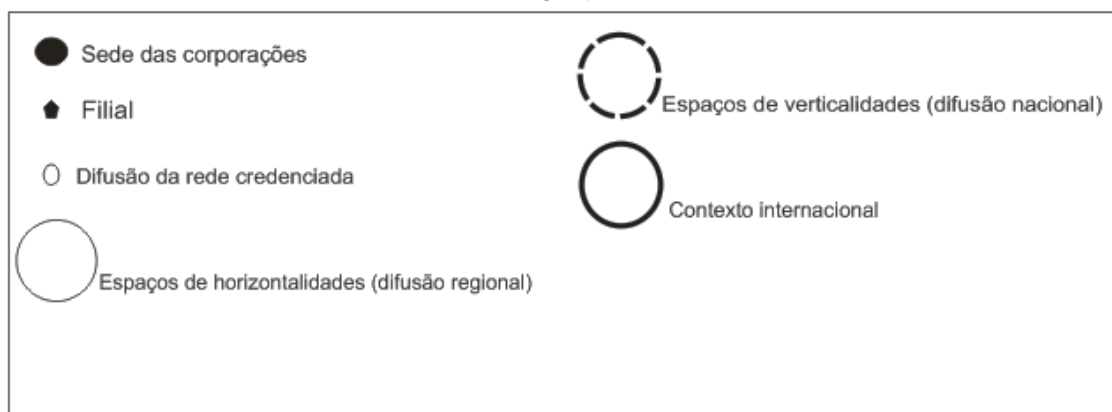 Sede das corporações
Filial
Difusão da rede credenciada
Espaços de horizontalidades (difusão regional)
Espaços de verticalidades (difusão nacional)
Contexto internacional